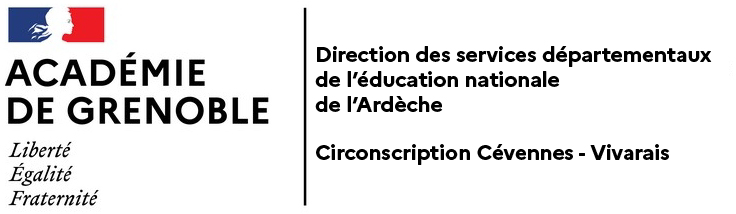 ACADÉMIE
DE GRENOBLE
Liberté
Égalité
Fraternité
Direction des services départementaux
de l'éducation nationale
de l'Ardèche
Circonscription Cévennes - Vivarais